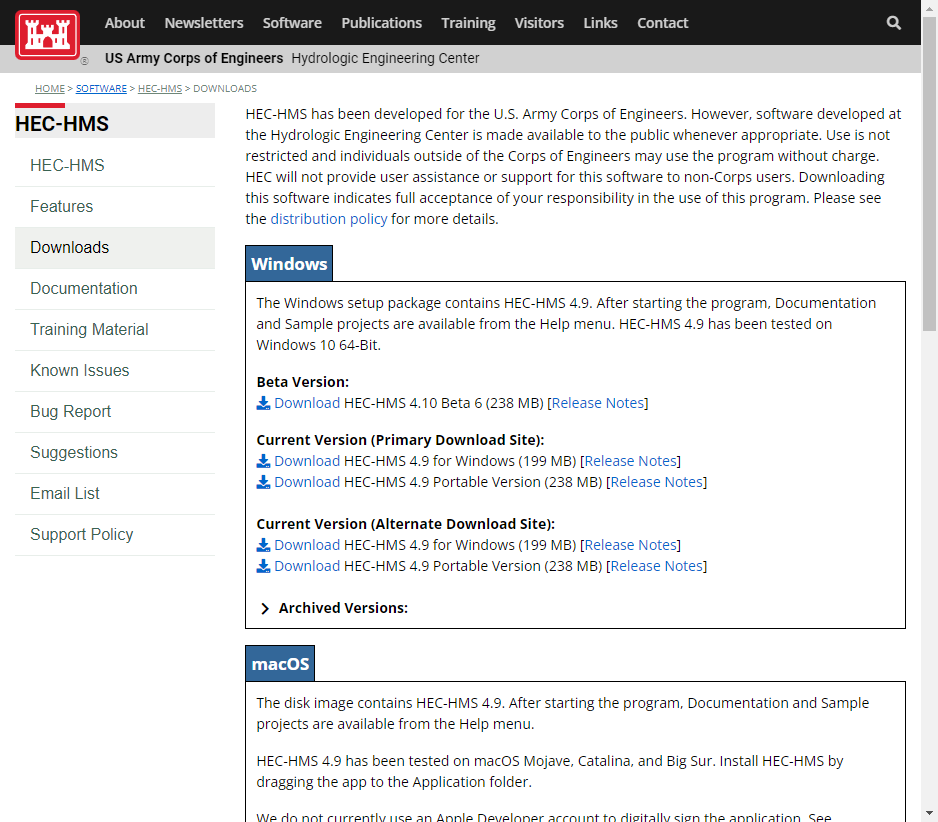 About Newsletters Software Publications Training Visitors Links Contact
®
US Army Corps of Engineers Hydrologic Engineering Center
HOME > SOFTWARE > HEC-HMS > DOWNLOADS
HEC-HMS
HEC-HMS
Features
Downloads
Documentation
Training Material
Known Issues
Bug Report
Suggestions
Email List
Support Policy
HEC-HMS has been developed for the U.S. Army Corps of Engineers. However, software developed at
the Hydrologic Engineering Center is made available to the public whenever appropriate. Use is not
restricted and individuals outside of the Corps of Engineers may use the program without charge.
HEC will not provide user assistance or support for this software to non-Corps users. Downloading
this software indicates full acceptance of your responsibility in the use of this program. Please see
the distribution policy for more details.
Windows
The Windows setup package contains HEC-HMS 4.9. After starting the program, Documentation
and Sample projects are available from the Help menu. HEC-HMS 4.9 has been tested on
Windows 10 64-Bit.
Beta Version:
Download HEC-HMS 4.10 Beta 6 (238 MB) [Release Notes]
Current Version (Primary Download Site):
Download HEC-HMS 4.9 for Windows (199 MB) [Release Notes]
Download HEC-HMS 4.9 Portable Version (238 MB) [Release Notes]
Current Version (Alternate Download Site):
Download HEC-HMS 4.9 for Windows (199 MB) [Release Notes]
Download HEC-HMS 4.9 Portable Version (238 MB) [Release Notes]
Archived Versions:
macOS
The disk image contains HEC-HMS 4.9. After starting the program, Documentation and Sample
projects are available from the Help menu.
HEC-HMS 4.9 has been tested on macOS Mojave, Catalina, and Big Sur. Install HEC-HMS by
dragging the app to the Application folder.
We do not currently use an Apple Developer account to digitally sign the application. See